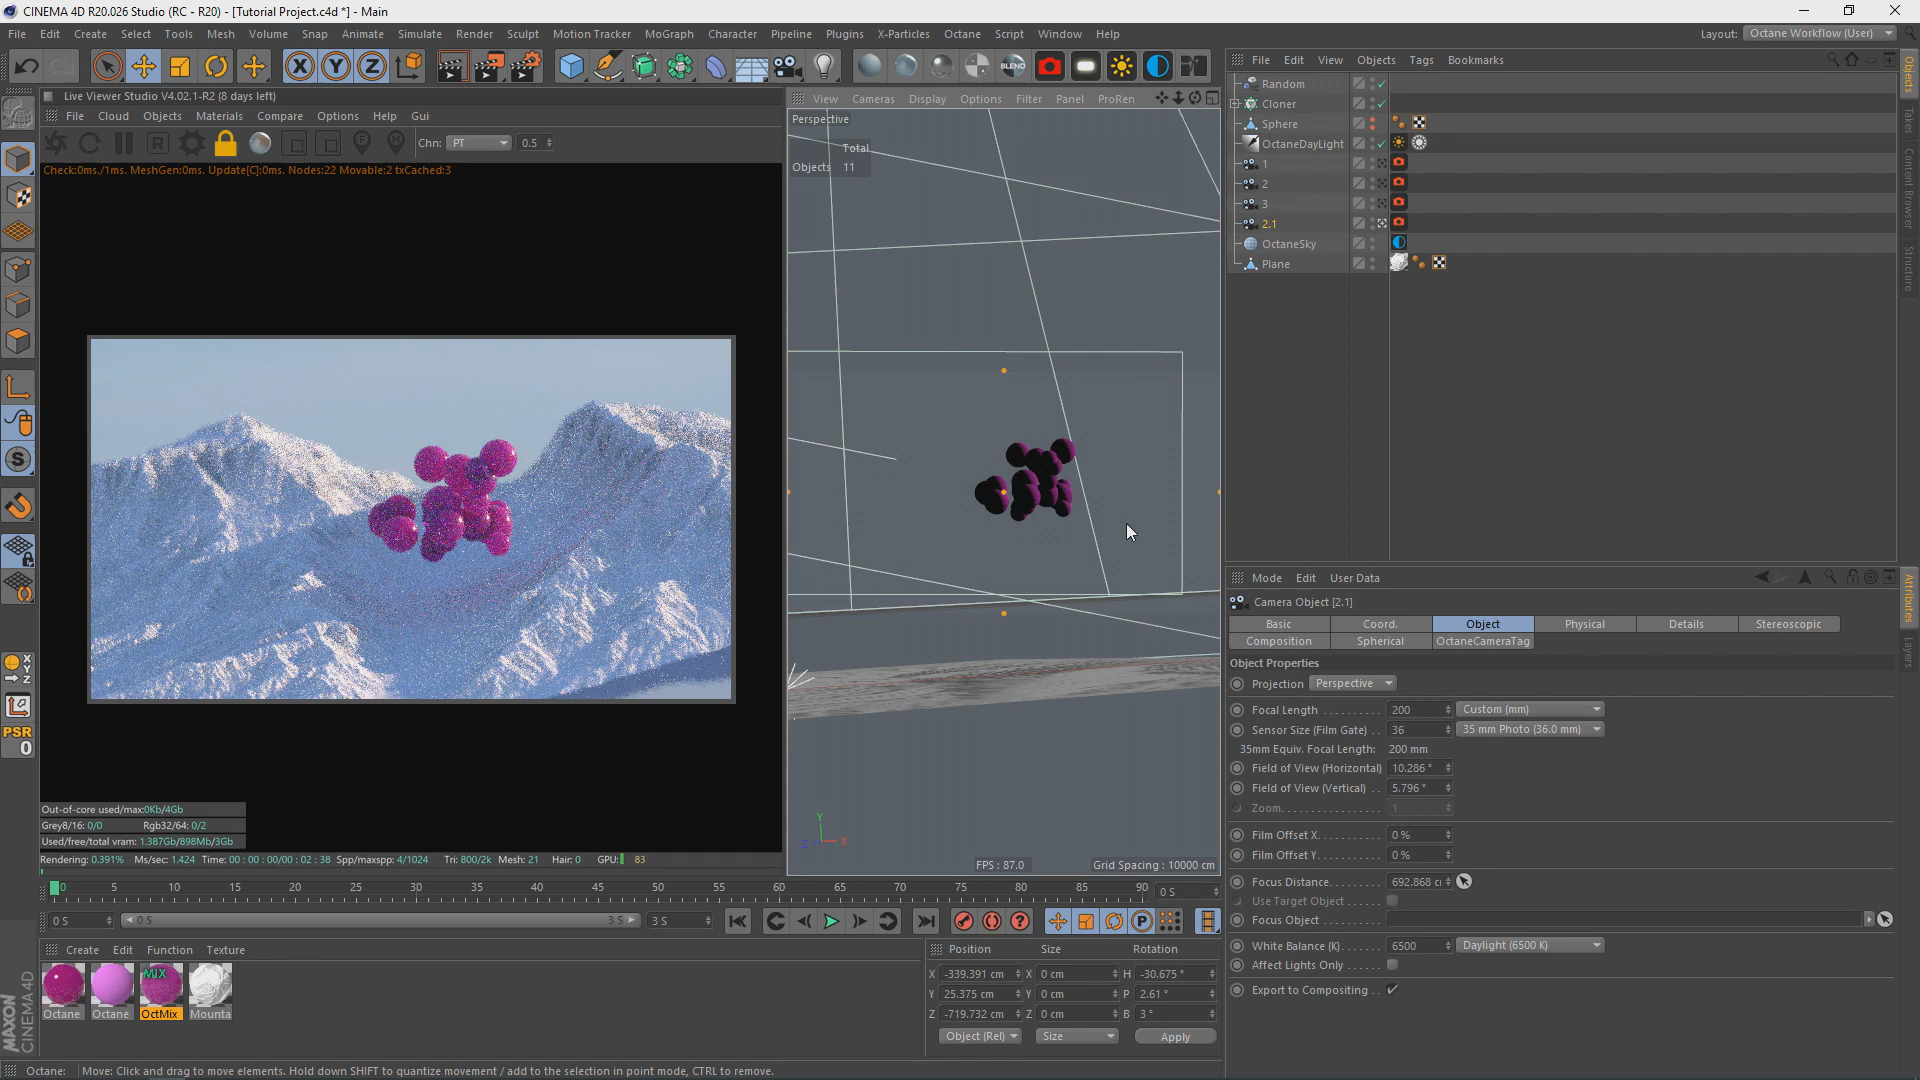 CINEMA 4D R20.026 Studio (RC - R20) - [Tutorial Project.c4d *] - Main
File Edit Create Select Tools Mesh Volume Snap Animate Simulate Render Sculpt Motion Tracker MoGraph Character Pipeline Plugins X-Particles Octane Script Window Help
Layout: Octane Workflow (User)
Live Viewer Studio V4.02.1-R2 (8 days left)
File Cloud Objects Materials Compare Options Help Gui
Chn: PT 0.5
Check:0ms./1ms. MeshGen:0ms. Update[C]:0ms. Nodes:22 Movable:2 txCached:3
Out-of-core used/max:0Kb/4Gb
Grey8/16: 0/0 Rgb32/64: 0/2
Used/free/total vram: 1.387Gb/898Mb/3Gb
Rendering: 0.391% Ms/sec: 1.424 Time: 00 : 00 : 00/00 : 02 : 38 Spp/maxspp: 4/1024 Tri: 800/2k Mesh: 21 Hair: 0 GPU: 83
View Cameras Display Options Filter Panel ProRen
Perspective
Total
Objects 11
Y
Z X
FPS : 87.0
Grid Spacing : 10000 cm
File Edit View Objects Tags Bookmarks
Random
Cloner
Sphere
OctaneDayLight
1
2
3
2.1
OctaneSky
Plane
Objects
Takes
Content Browser
Structure
Mode Edit User Data
Camera Object [2.1]
Basic Coord. Object Physical Details Stereoscopic
Composition Spherical OctaneCameraTag
Object Properties
Projection Perspective
Focal Length 200 Custom (mm)
Sensor Size (Film Gate) 36 35 mm Photo (36.0 mm)
35mm Equiv. Focal Length: 200 mm
Field of View (Horizontal) 10.286 °
Field of View (Vertical) 5.796 °
Zoom 1
Film Offset X 0 %
Film Offset Y 0 %
Focus Distance 692.868 c
Use Target Object
Focus Object
White Balance (K) 6500 Daylight (6500 K)
Affect Lights Only
Export to Compositing
Attributes
Layers
BLEND
X Y Z
S
PSR
0
0 5 10 15 20 25 30 35 40 45 50 55 60 65 70 75 80 85 90 0 S
0 S 0 S 3 S 3 S
Create Edit Function Texture
MIX
Octane Octane OctMix Mounta
Position Size Rotation
X -339.391 cm X 0 cm H -30.675 °
Y 25.375 cm Y 0 cm P 2.61 °
Z -719.732 cm Z 0 cm B 3 °
Object (Rel) Size Apply
MAXON CINEMA 4D
Octane: Move: Click and drag to move elements. Hold down SHIFT to quantize movement / add to the selection in point mode, CTRL to remove.